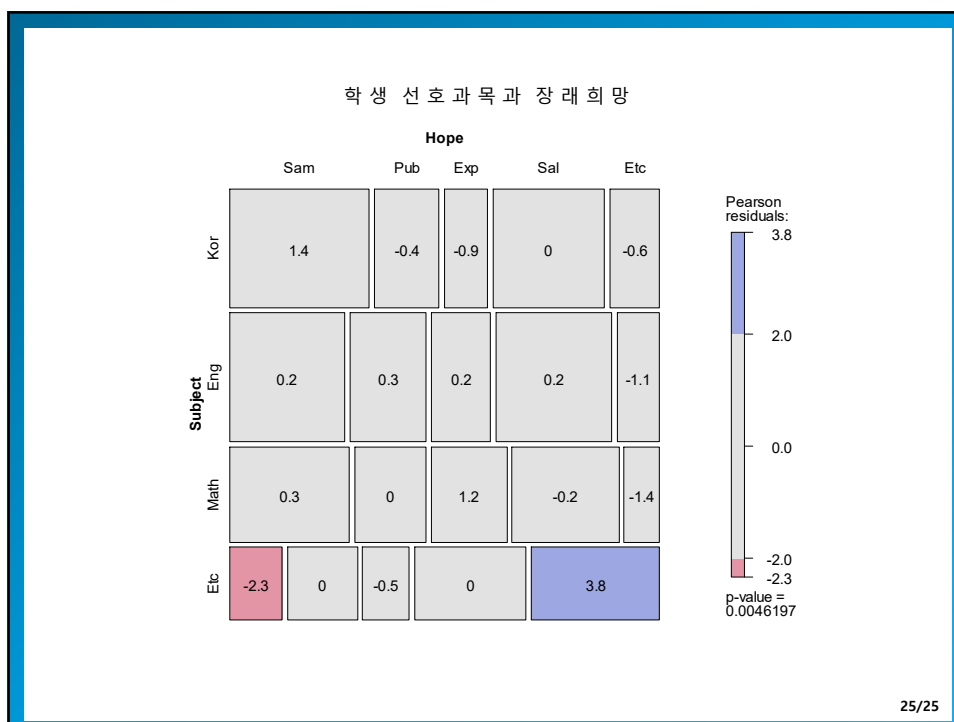 학생 선호과목과 장래희망
Hope
Sam Pub Exp Sal Etc
Pearson
residuals:
3.8
2.0
0.0
-2.0
-2.3
p-value =
0.0046197
Subject
Kor 1.4 -0.4 -0.9 0 -0.6
Eng 0.2 0.3 0.2 0.2 -1.1
Math 0.3 0 1.2 -0.2 -1.4
Etc -2.3 0 -0.5 0 3.8
25/25